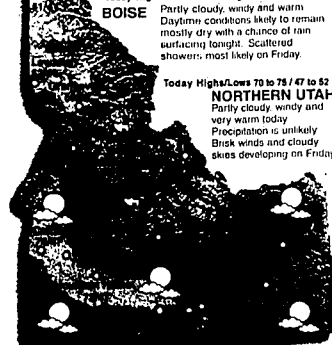 BOISE
Partly cloudy, windy and warm
Daytime conditions likely to remain
mostly dry with a chance of rain
surfacing tonight. Scattered
showers most likely on Friday.
Today Highs/Lows 70 to 75 / 47 to 52
NORTHERN UTAH
Partly cloudy, windy and
very warm today
Precipitation is unlikely
Brisk winds and cloudy
skies developing on Friday